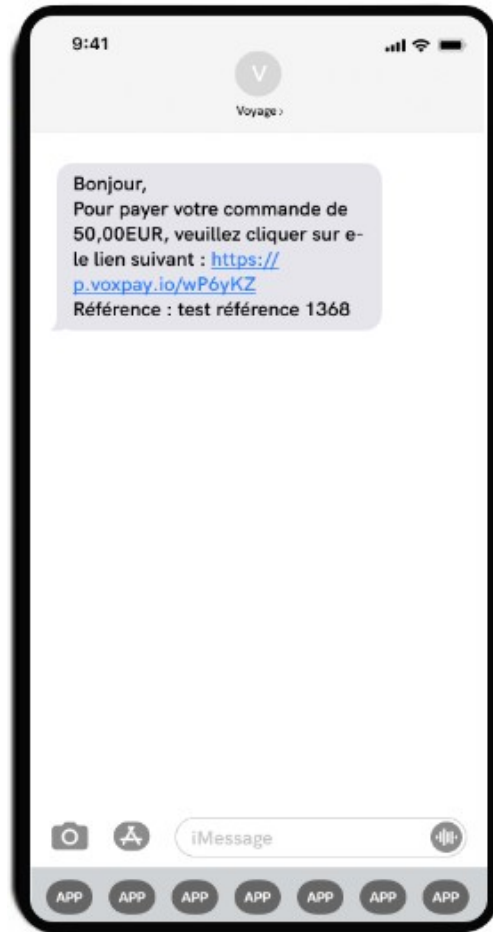 9:41
V
Voyage ›
Bonjour,
Pour payer votre commande de
50,00EUR, veuillez cliquer sur e-
le lien suivant : https://
p.voxpay.io/wP6yKZ
Référence : test référence 1368
iMessage
APP APP APP APP APP APP APP